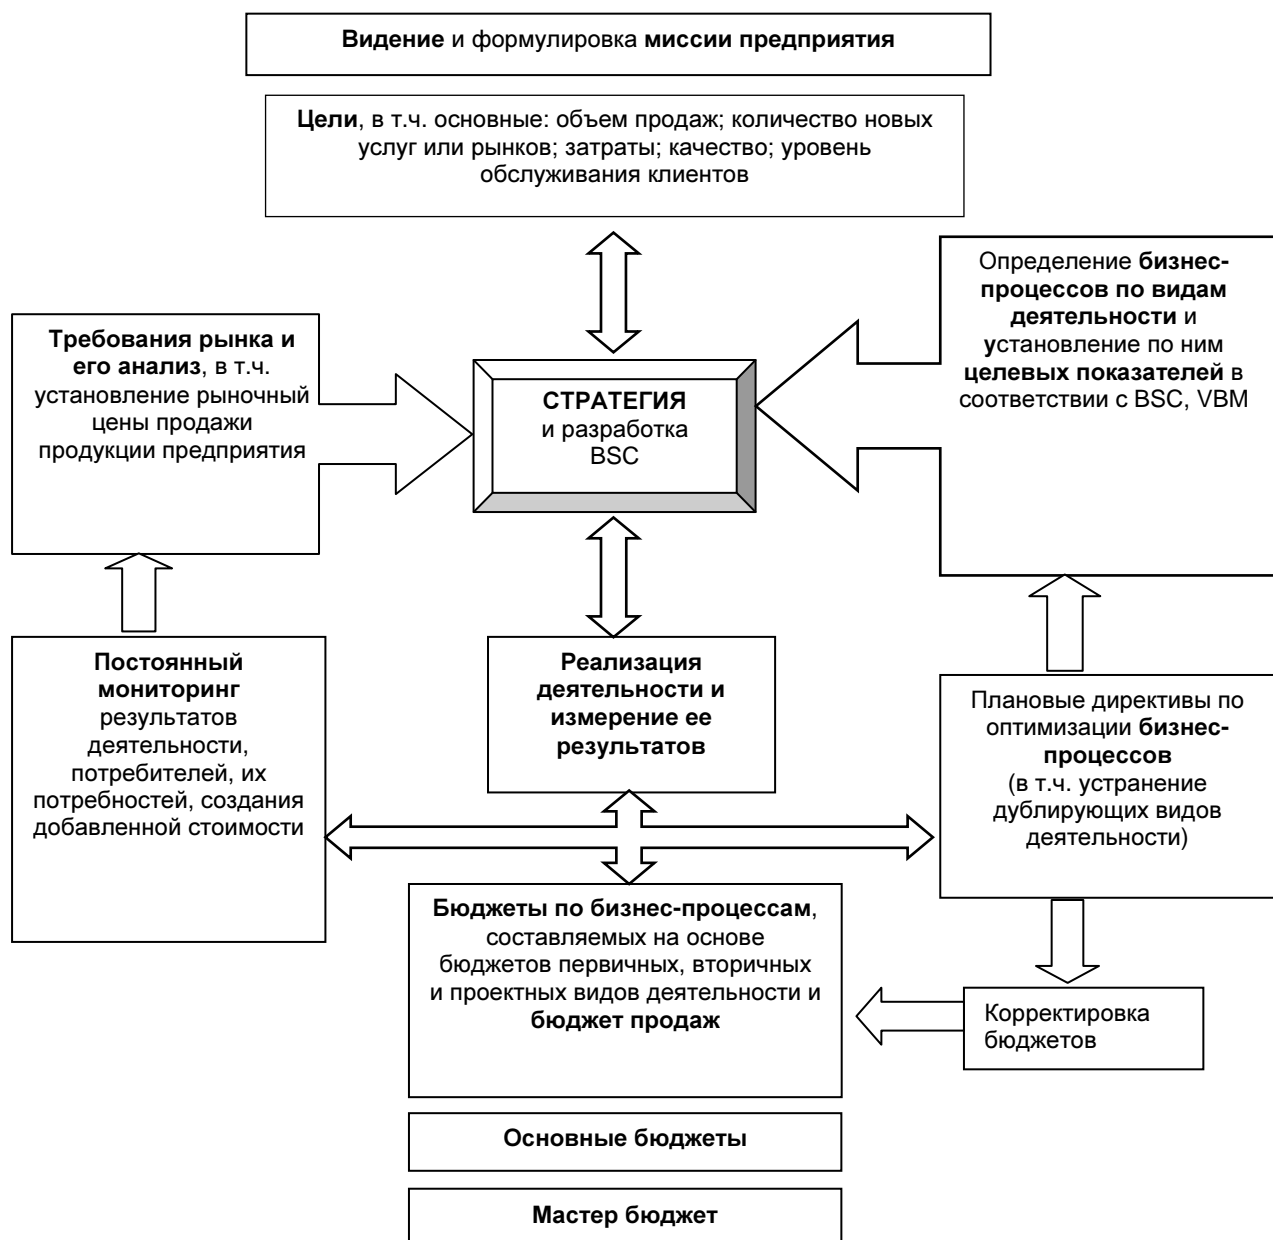 Видение и формулировка миссии предприятия
Цели, в т.ч. основные: объем продаж; количество новых
услуг или рынков; затраты; качество; уровень
обслуживания клиентов
Требования рынка и
его анализ, в т.ч.
установление рыночный
цены продажи
продукции предприятия
СТРАТЕГИЯ
и разработка
BSC
Определение бизнес-
процессов по видам
деятельности и
установление по ним
целевых показателей в
соответствии с BSC, VBM
Постоянный
мониторинг
результатов
деятельности,
потребителей, их
потребностей, создания
добавленной стоимости
Реализация
деятельности и
измерение ее
результатов
Плановые директивы по
оптимизации бизнес-
процессов
(в т.ч. устранение
дублирующих видов
деятельности)
Бюджеты по бизнес-процессам,
составляемых на основе
бюджетов первичных, вторичных
и проектных видов деятельности и
бюджет продаж
Корректировка
бюджетов
Основные бюджеты
Мастер бюджет